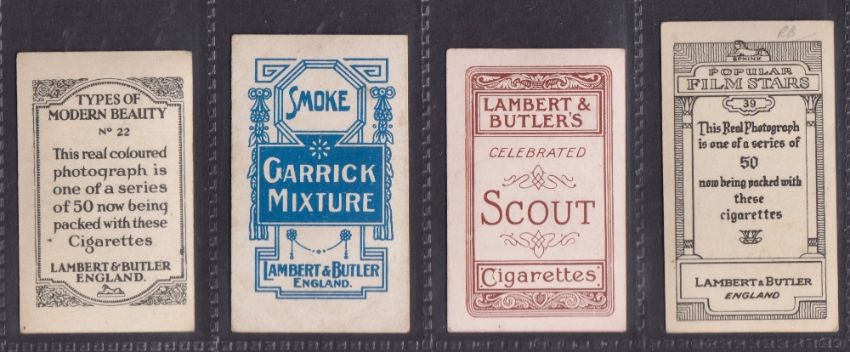 TYPES OF
MODERN BEAUTY
No 22
This real coloured
photograph is
one of a series
of 50 now being
packed with these
Cigarettes
LAMBERT & BUTLER
ENGLAND.
SMOKE
GARRICK
MIXTURE
LAMBERT & BUTLER
ENGLAND.
LAMBERT &
BUTLER'S
CELEBRATED
SCOUT
Cigarettes.
RB
SPHINX
POPULAR
FILM STARS
39
This Real Photograph
is one of a series of
50
now being packed with
these
cigarettes
LAMBERT & BUTLER
ENGLAND